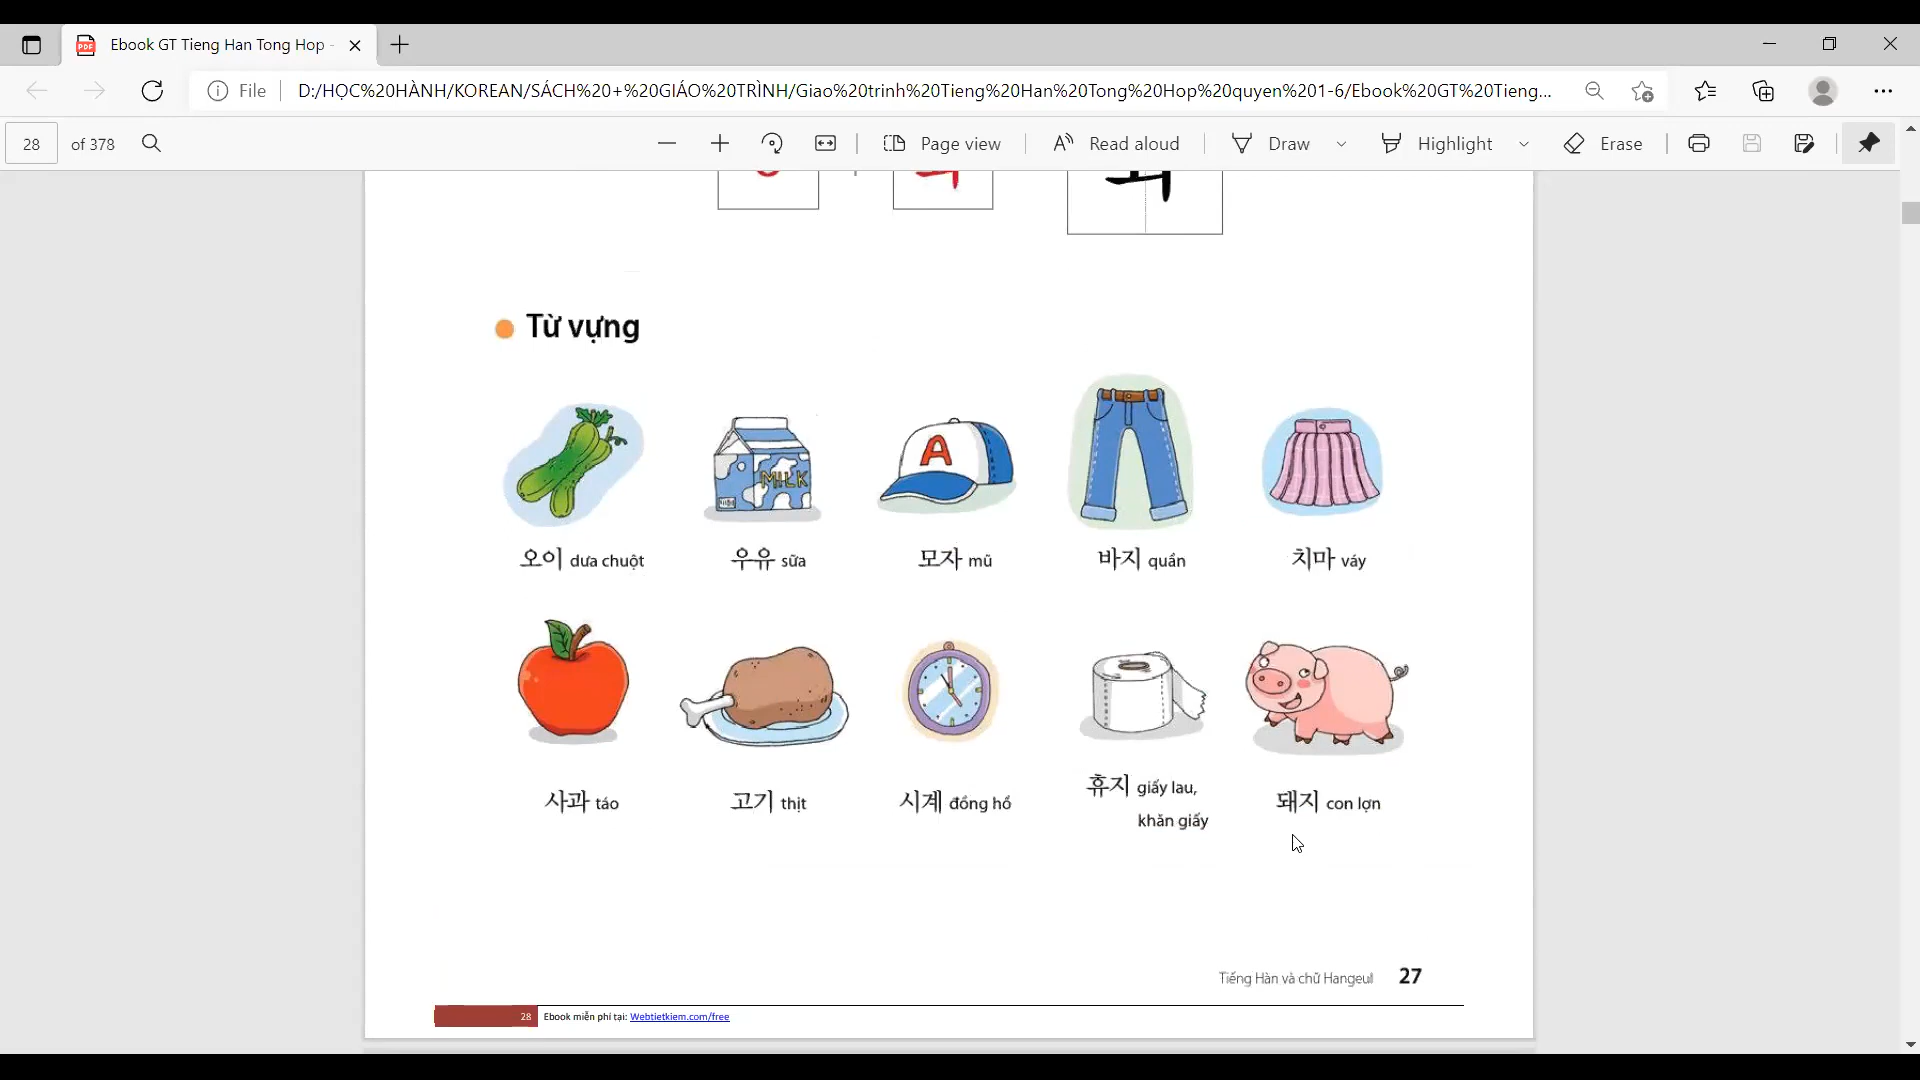 Ebook GT Tieng Han Tong Hop -
File
D:/HỌC%20HÀNH/KOREAN/SÁCH%20+%20GIÁO%20TRÌNH/Giao%20trinh%20Tieng%20Han%20Tong%20Hop%20quyen%201-6/Ebook%20GT%20Tieng...
28 of 378
Page view
Read aloud
Draw
Highlight
Erase
Từ vựng
MILK
A
오이 dưa chuột
우유 sữa
모자 mũ
바지 quần
치마 váy
사과 táo
고기 thịt
시계 đồng hồ
휴지 giấy lau,
khăn giấy
돼지 con lợn
Tiếng Hàn và chữ Hangeul 27
28 Ebook miễn phí tại: Webtietkiem.com/free